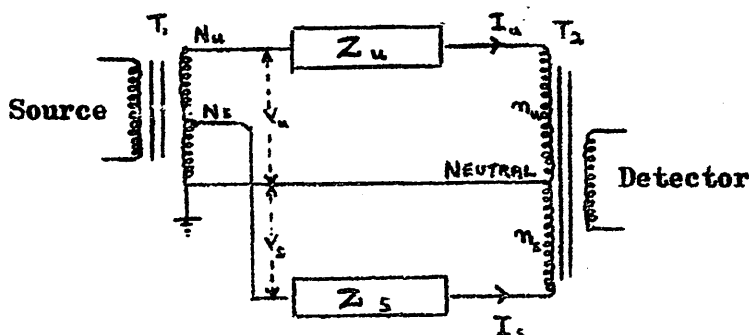 T₁
Nu
Zu
Iu
T₂
Source
Ns
Vu
nu
NEUTRAL
Detector
Vs
ns
Zs
Is